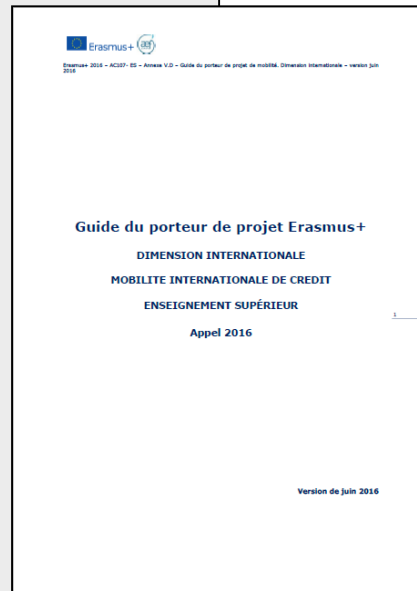 Erasmus+ aef
Erasmus+ 2016 – AC107- ES – Annexe V.D – Guide du porteur de projet de mobilité. Dimension internationale – version juin
2016
Guide du porteur de projet Erasmus+
DIMENSION INTERNATIONALE
MOBILITE INTERNATIONALE DE CREDIT
ENSEIGNEMENT SUPÉRIEUR
1
Appel 2016
Version de juin 2016